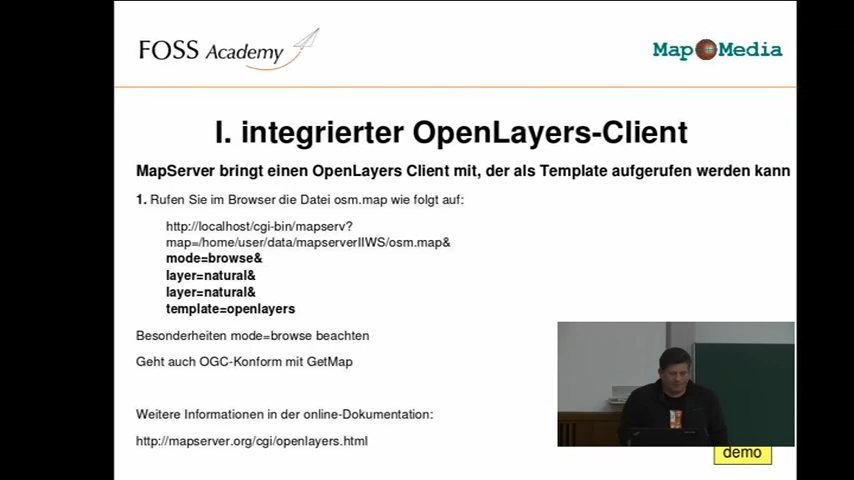 FOSS Academy
Map Media
I. integrierter OpenLayers-Client
MapServer bringt einen OpenLayers Client mit, der als Template aufgerufen werden kann
1. Rufen Sie im Browser die Datei osm.map wie folgt auf:
http://localhost/cgi-bin/mapserv?
map=/home/user/data/mapserverIIWS/osm.map&
mode=browse&
layer=natural&
layer=natural&
template=openlayers
Besonderheiten mode=browse beachten
Geht auch OGC-Konform mit GetMap
Weitere Informationen in der online-Dokumentation:
http://mapserver.org/cgi/openlayers.html
demo